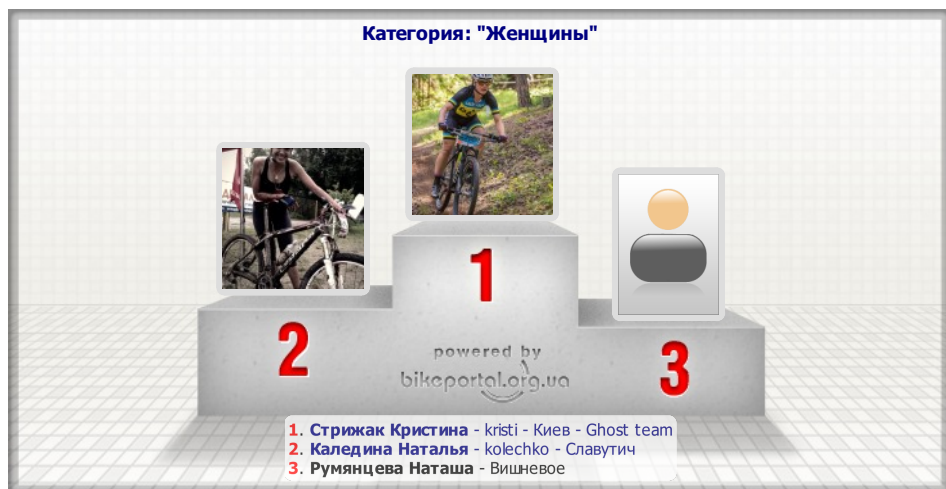 Категория: "Женщины"
1
2
3
powered by
bikeportal.org.ua
1. Стрижак Кристина - kristi - Киев - Ghost team
2. Каледина Наталья - kolechko - Славутич
3. Румянцева Наташа - Вишневое